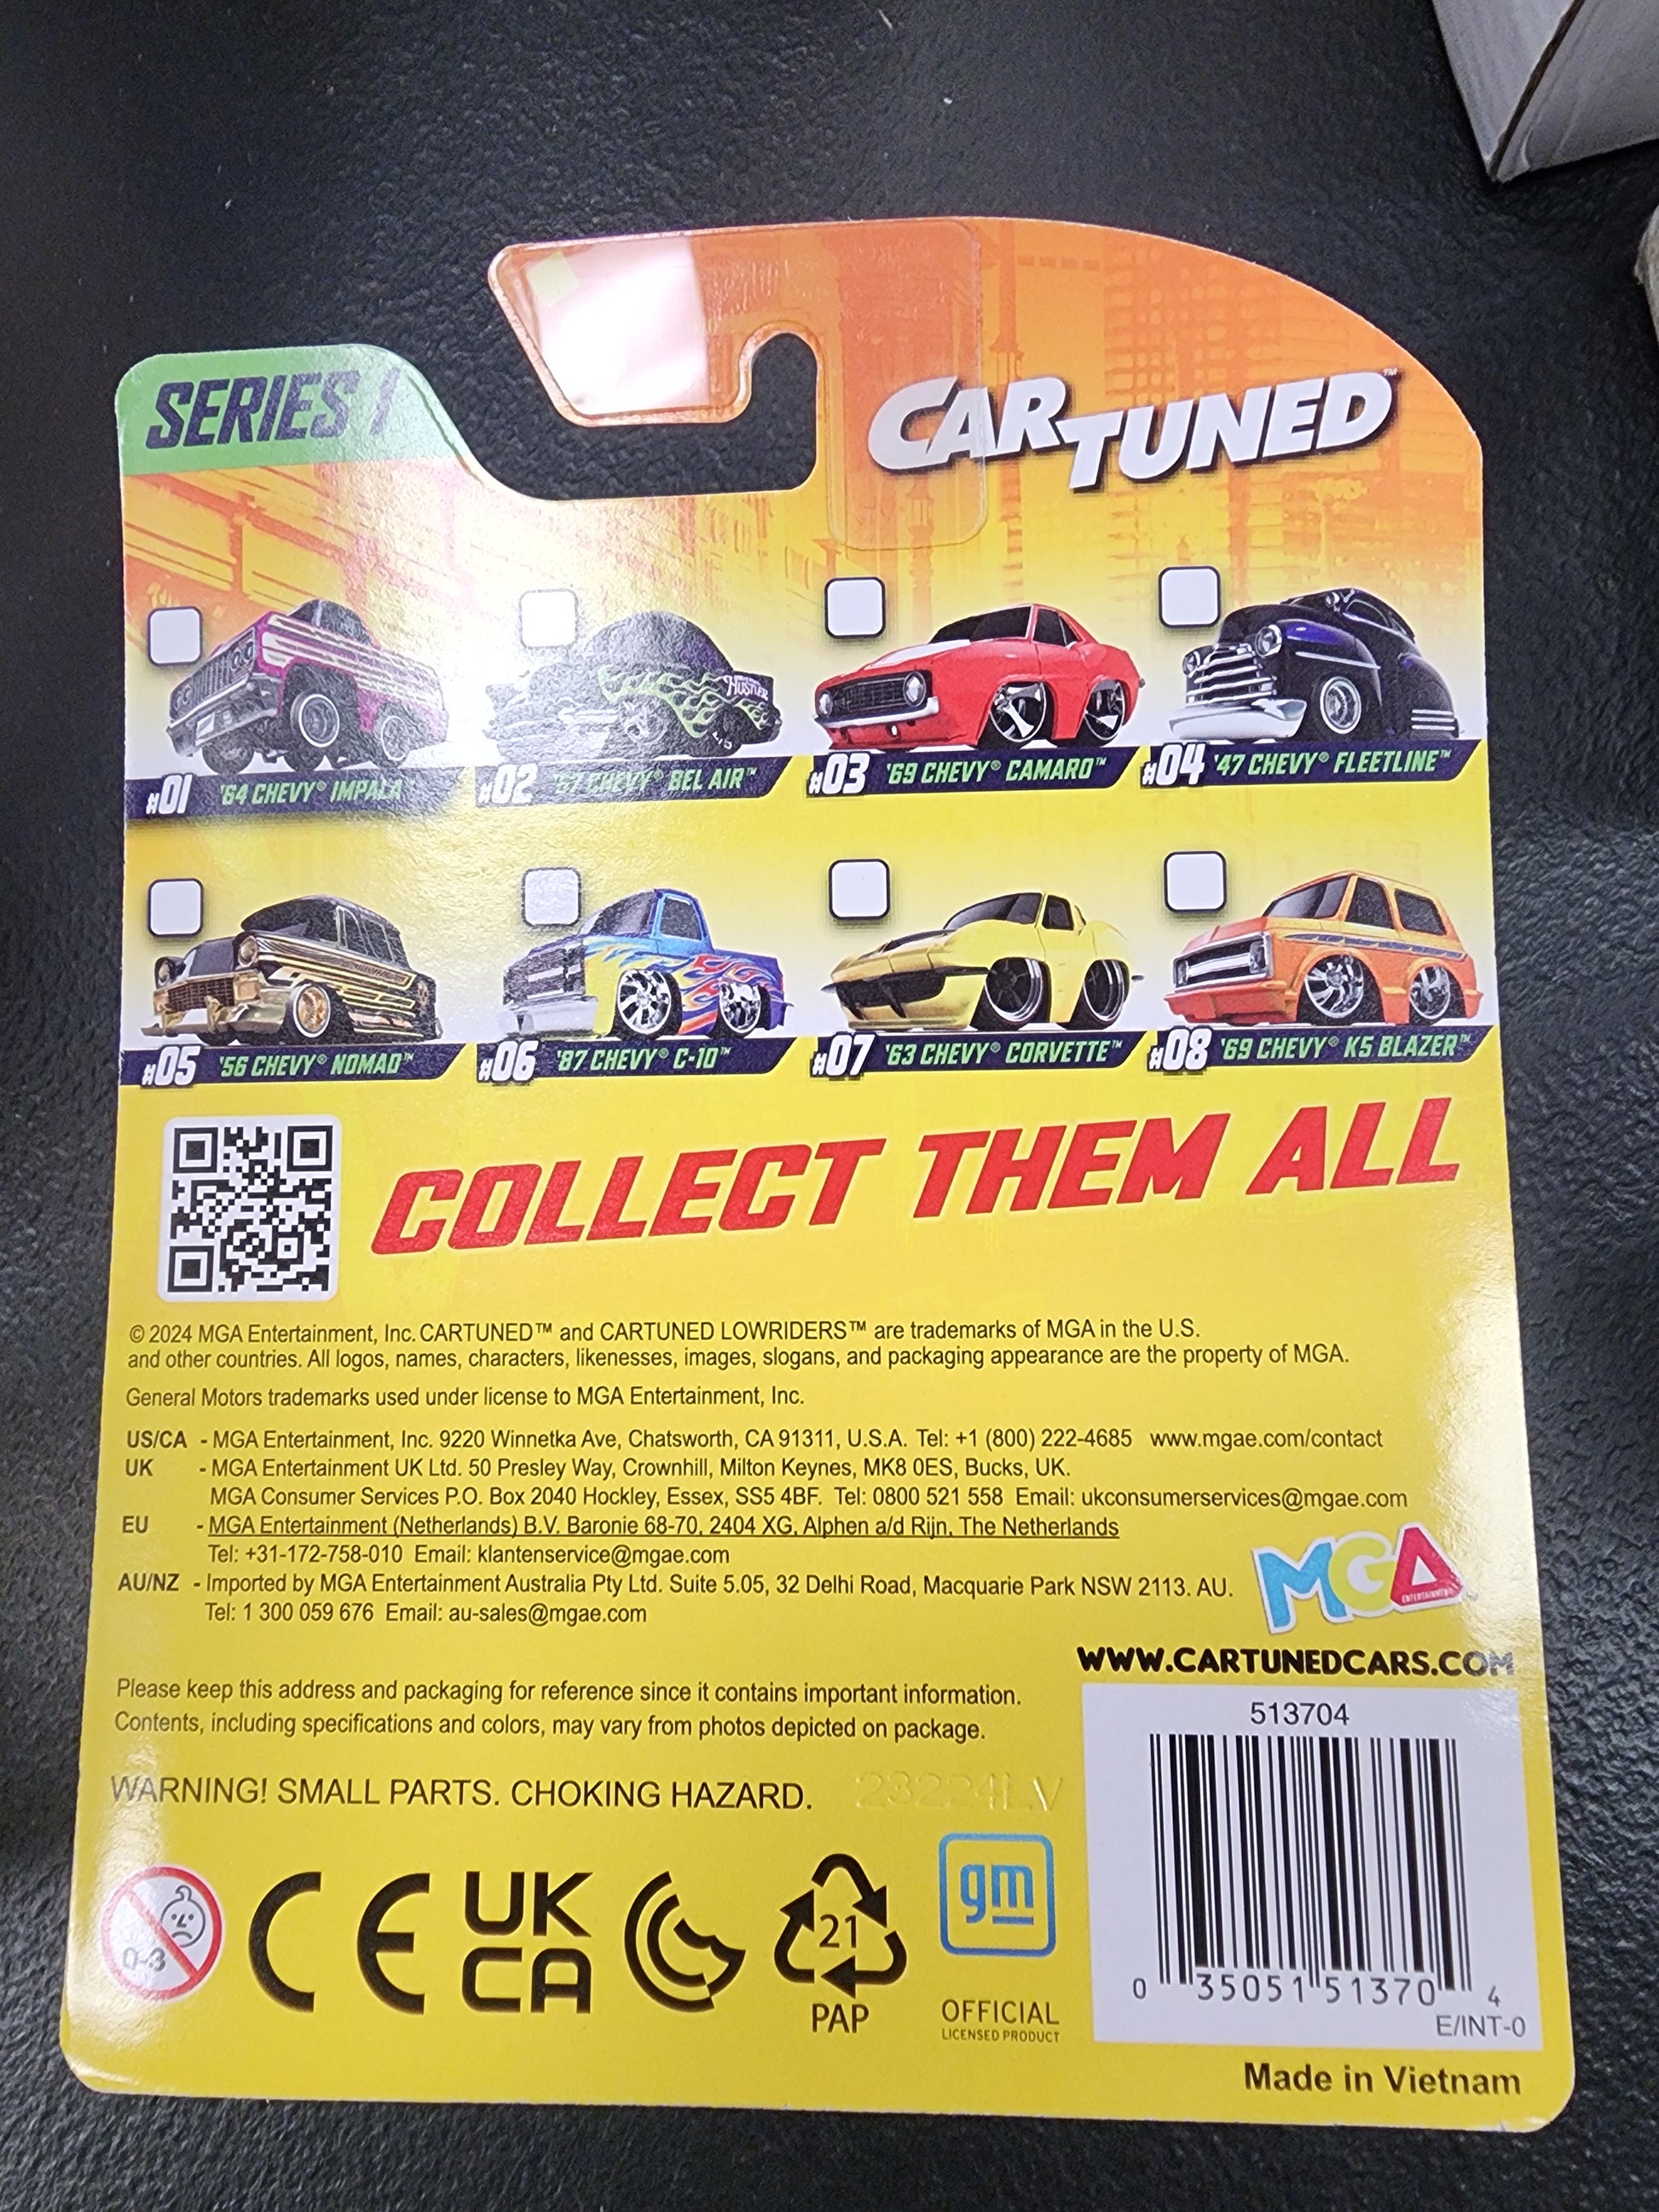 SERIES 1
CARTUNED™
HUSTLER
#01 '64 CHEVY® IMPALA
#02 '57 CHEVY® BEL AIR™
#03 '69 CHEVY® CAMARO™
#04 '47 CHEVY® FLEETLINE™
#05 '56 CHEVY® NOMAD™
#06 '87 CHEVY® C-10™
#07 '63 CHEVY® CORVETTE™
#08 '69 CHEVY® K5 BLAZER™
COLLECT THEM ALL
© 2024 MGA Entertainment, Inc. CARTUNED™ and CARTUNED LOWRIDERS™ are trademarks of MGA in the U.S.
and other countries. All logos, names, characters, likenesses, images, slogans, and packaging appearance are the property of MGA.
General Motors trademarks used under license to MGA Entertainment, Inc.
US/CA - MGA Entertainment, Inc. 9220 Winnetka Ave, Chatsworth, CA 91311, U.S.A. Tel: +1 (800) 222-4685 www.mgae.com/contact
UK - MGA Entertainment UK Ltd. 50 Presley Way, Crownhill, Milton Keynes, MK8 0ES, Bucks, UK.
MGA Consumer Services P.O. Box 2040 Hockley, Essex, SS5 4BF. Tel: 0800 521 558 Email: ukconsumerservices@mgae.com
EU - MGA Entertainment (Netherlands) B.V. Baronie 68-70, 2404 XG, Alphen a/d Rijn, The Netherlands
Tel: +31-172-758-010 Email: klantenservice@mgae.com
AU/NZ - Imported by MGA Entertainment Australia Pty Ltd. Suite 5.05, 32 Delhi Road, Macquarie Park NSW 2113. AU.
Tel: 1 300 059 676 Email: au-sales@mgae.com
MGA
ENTERTAINMENT
WWW.CARTUNEDCARS.COM
Please keep this address and packaging for reference since it contains important information.
Contents, including specifications and colors, may vary from photos depicted on package.
WARNING! SMALL PARTS. CHOKING HAZARD.
23224LV
513704
0-3
CE
UK
CA
21
PAP
gm
OFFICIAL
LICENSED PRODUCT
0 35051 51370 4
E/INT-0
Made in Vietnam